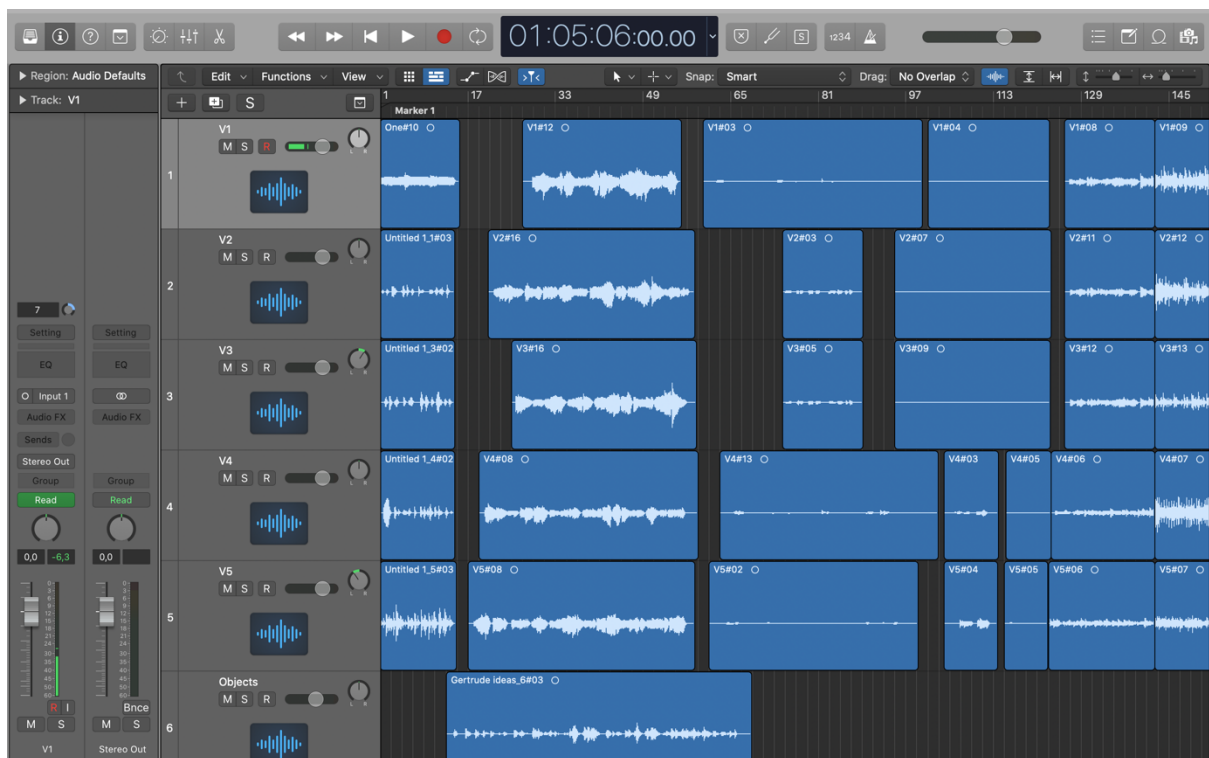 01:05:06:00.00
S
1234
Region: Audio Defaults
Edit Functions View Snap: Smart Drag: No Overlap
Track: V1
S
1 17 33 49 65 81 97 113 129 145
Marker 1
V1
M S R
L R
1
One#10 V1#12 V1#03 V1#04 V1#08 V1#09
V2
M S R
L R
2
Untitled 1_1#03 V2#16 V2#03 V2#07 V2#11 V2#12
V3
M S R
L R
3
Untitled 1_3#02 V3#16 V3#05 V3#09 V3#12 V3#13
V4
M S R
L R
4
Untitled 1_4#02 V4#08 V4#13 V4#03 V4#05 V4#06 V4#07
V5
M S R
L R
5
Untitled 1_5#03 V5#08 V5#02 V5#04 V5#05 V5#06 V5#07
Objects
M S R
L R
6
Gertrude ideas_6#03
7
Setting Setting
EQ EQ
Input 1
Audio FX Audio FX
Sends
Stereo Out
Group Group
Read Read
0,0 -6,3 0,0
R I Bnce
M S M S
V1 Stereo Out